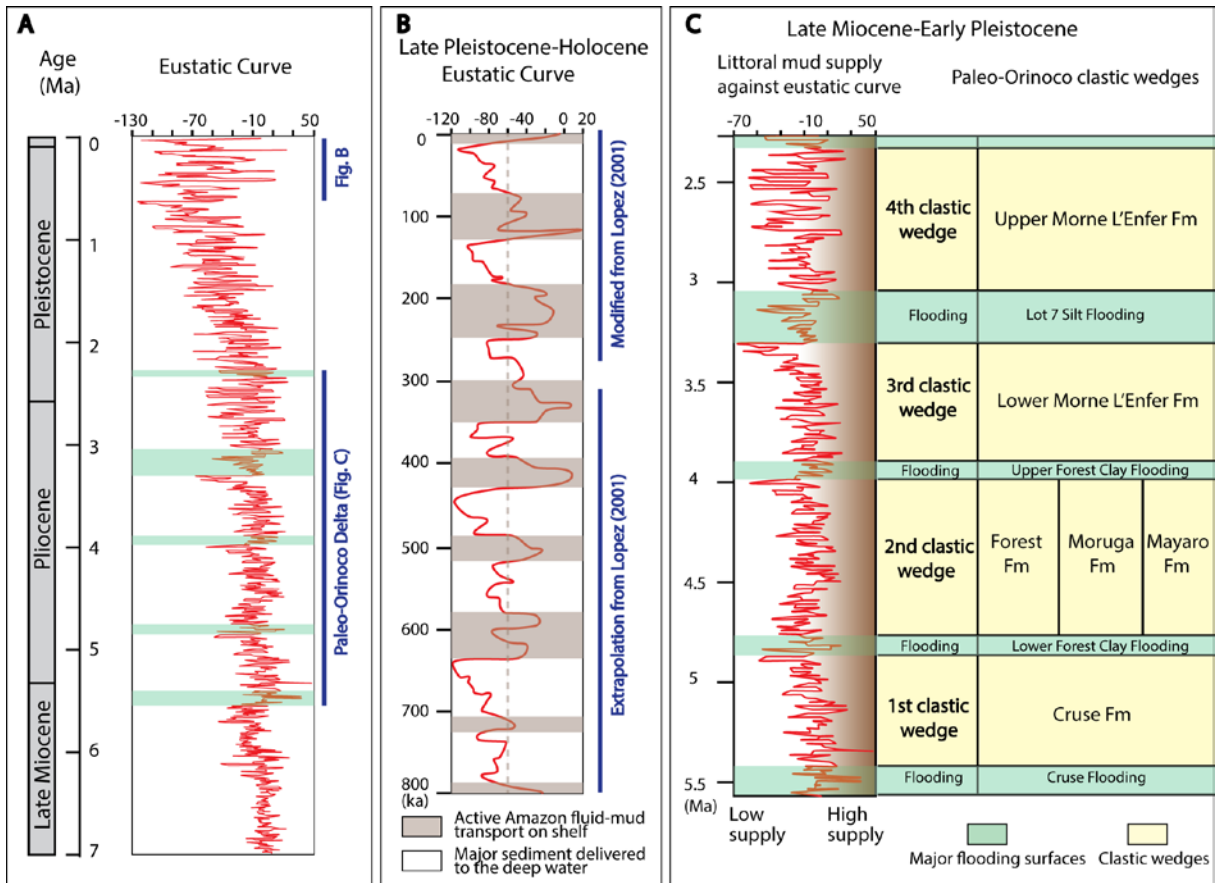 A
Age
(Ma)
Eustatic Curve
-130 -70 -10 50
0
1
2
3
4
5
6
7
Pleistocene
Pliocene
Late Miocene
Fig. B
Paleo-Orinoco Delta (Fig. C)
B
Late Pleistocene-Holocene
Eustatic Curve
-120 -80 -40 0 20
0
100
200
300
400
500
600
700
800
(ka)
Modified from Lopez (2001)
Extrapolation from Lopez (2001)
Active Amazon fluid-mud
transport on shelf
Major sediment delivered
to the deep water
C
Late Miocene-Early Pleistocene
Littoral mud supply
against eustatic curve
Paleo-Orinoco clastic wedges
-70 -10 50
2.5
3
3.5
4
4.5
5
5.5
(Ma)
4th clastic
wedge
Upper Morne L'Enfer Fm
Flooding
Lot 7 Silt Flooding
3rd clastic
wedge
Lower Morne L'Enfer Fm
Flooding
Upper Forest Clay Flooding
2nd clastic
wedge
Forest
Fm
Moruga
Fm
Mayaro
Fm
Flooding
Lower Forest Clay Flooding
1st clastic
wedge
Cruse Fm
Flooding
Cruse Flooding
Low
supply
High
supply
Major flooding surfaces
Clastic wedges